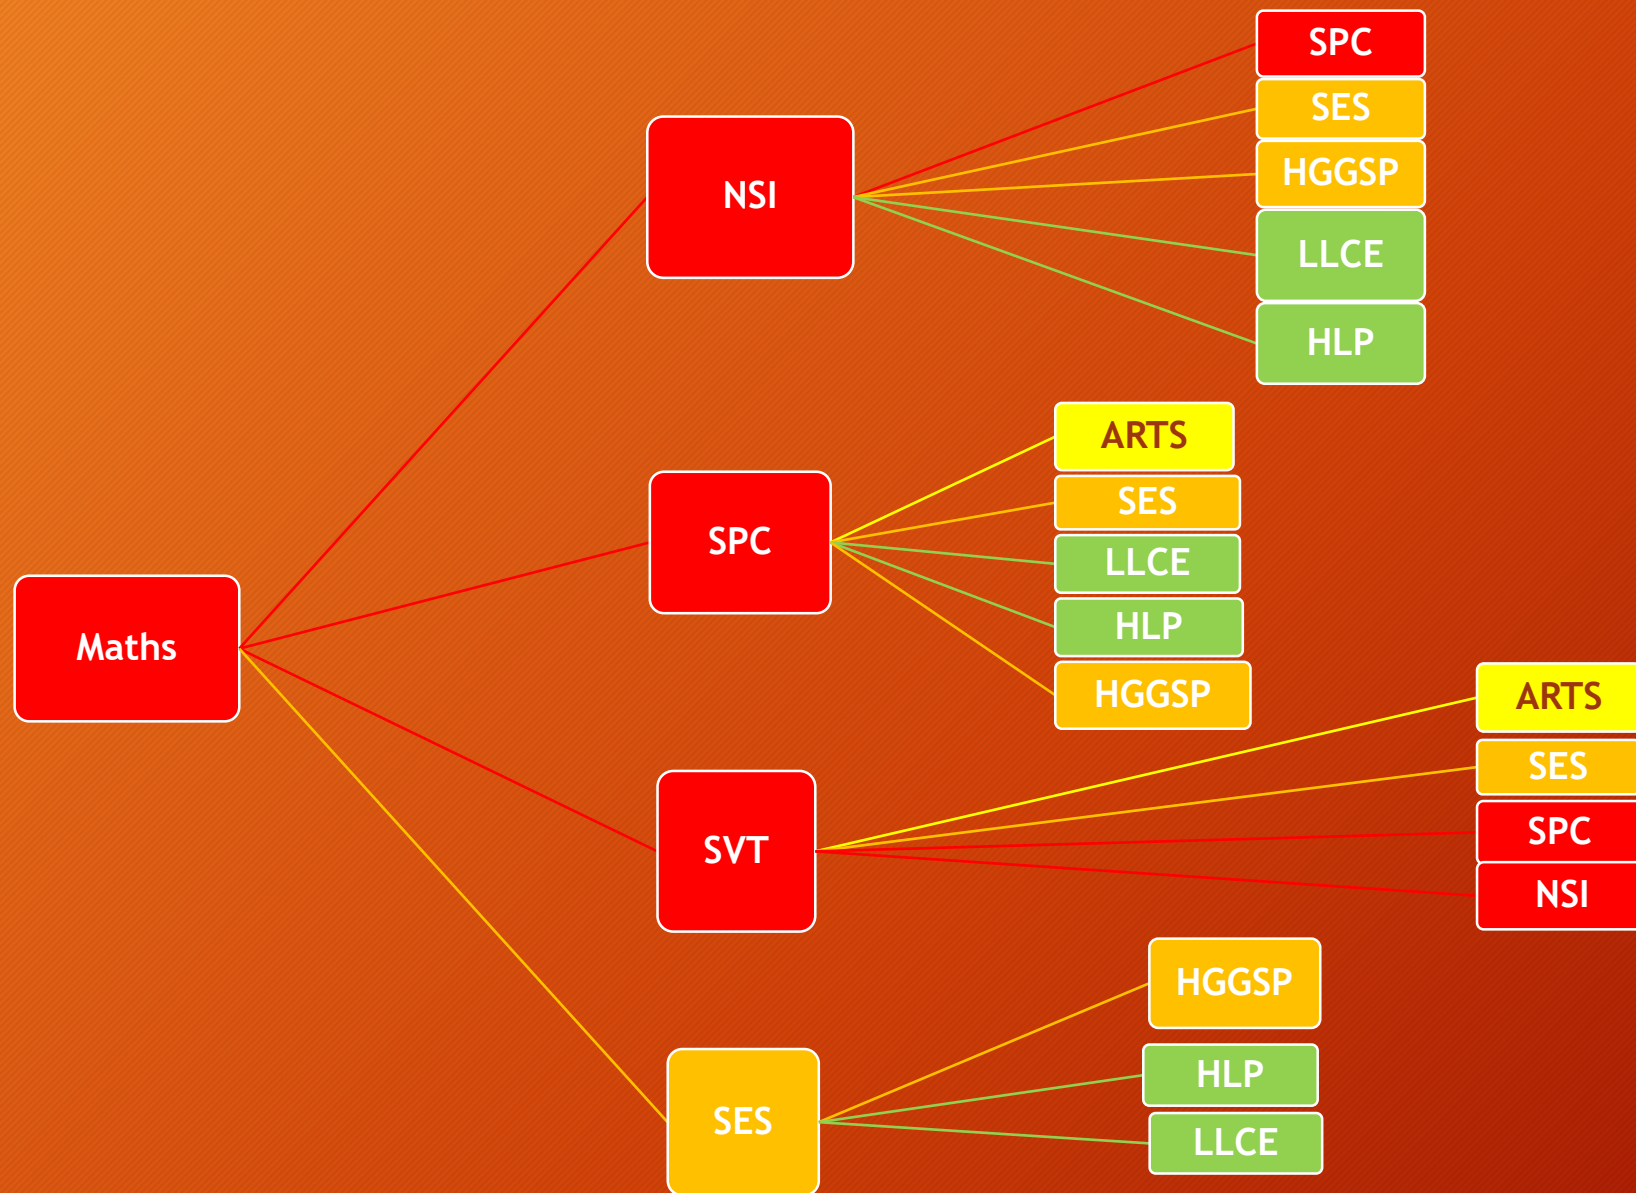 Maths
NSI
SPC
SES
HGGSP
LLCE
HLP
SPC
ARTS
SES
LLCE
HLP
HGGSP
SVT
ARTS
SES
SPC
NSI
SES
HGGSP
HLP
LLCE